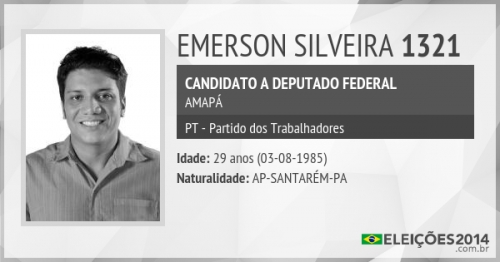 EMERSON SILVEIRA 1321
CANDIDATO A DEPUTADO FEDERAL
AMAPÁ
PT - Partido dos Trabalhadores
Idade: 29 anos (03-08-1985)
Naturalidade: AP-SANTARÉM-PA
ELEIÇÕES2014
.com.br